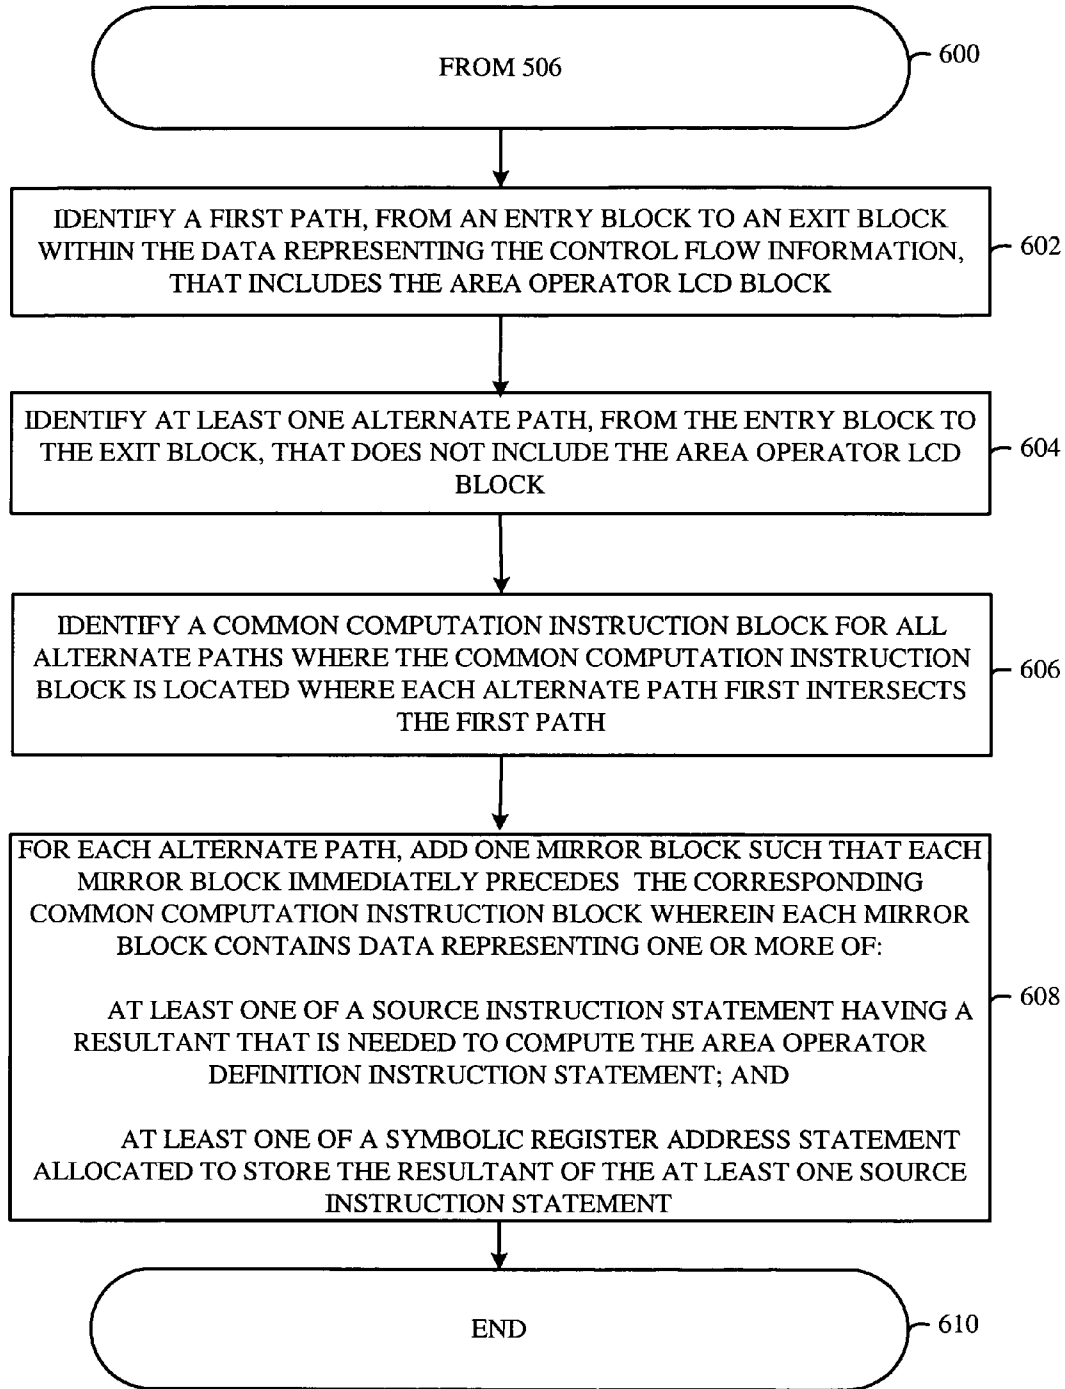 FROM 506
600
IDENTIFY A FIRST PATH, FROM AN ENTRY BLOCK TO AN EXIT BLOCK
WITHIN THE DATA REPRESENTING THE CONTROL FLOW INFORMATION,
THAT INCLUDES THE AREA OPERATOR LCD BLOCK
602
IDENTIFY AT LEAST ONE ALTERNATE PATH, FROM THE ENTRY BLOCK TO
THE EXIT BLOCK, THAT DOES NOT INCLUDE THE AREA OPERATOR LCD
BLOCK
604
IDENTIFY A COMMON COMPUTATION INSTRUCTION BLOCK FOR ALL
ALTERNATE PATHS WHERE THE COMMON COMPUTATION INSTRUCTION
BLOCK IS LOCATED WHERE EACH ALTERNATE PATH FIRST INTERSECTS
THE FIRST PATH
606
FOR EACH ALTERNATE PATH, ADD ONE MIRROR BLOCK SUCH THAT EACH
MIRROR BLOCK IMMEDIATELY PRECEDES THE CORRESPONDING
COMMON COMPUTATION INSTRUCTION BLOCK WHEREIN EACH MIRROR
BLOCK CONTAINS DATA REPRESENTING ONE OR MORE OF:
AT LEAST ONE OF A SOURCE INSTRUCTION STATEMENT HAVING A
RESULTANT THAT IS NEEDED TO COMPUTE THE AREA OPERATOR
DEFINITION INSTRUCTION STATEMENT; AND
AT LEAST ONE OF A SYMBOLIC REGISTER ADDRESS STATEMENT
ALLOCATED TO STORE THE RESULTANT OF THE AT LEAST ONE SOURCE
INSTRUCTION STATEMENT
608
END
610